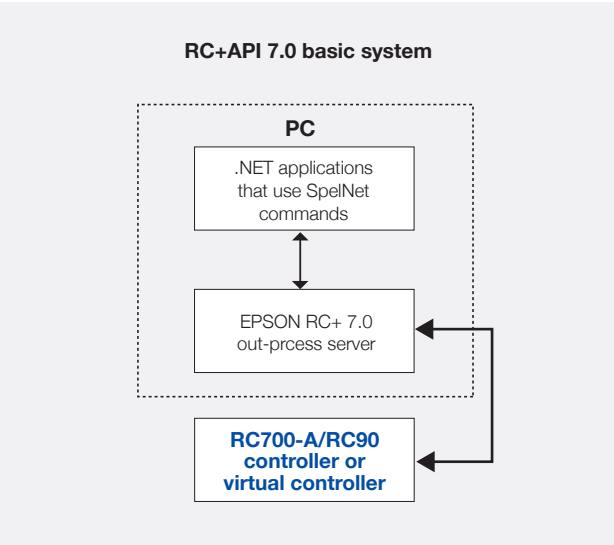 RC+API 7.0 basic system
PC
.NET applications
that use SpelNet
commands
EPSON RC+ 7.0
out-prcess server
RC700-A/RC90
controller or
virtual controller